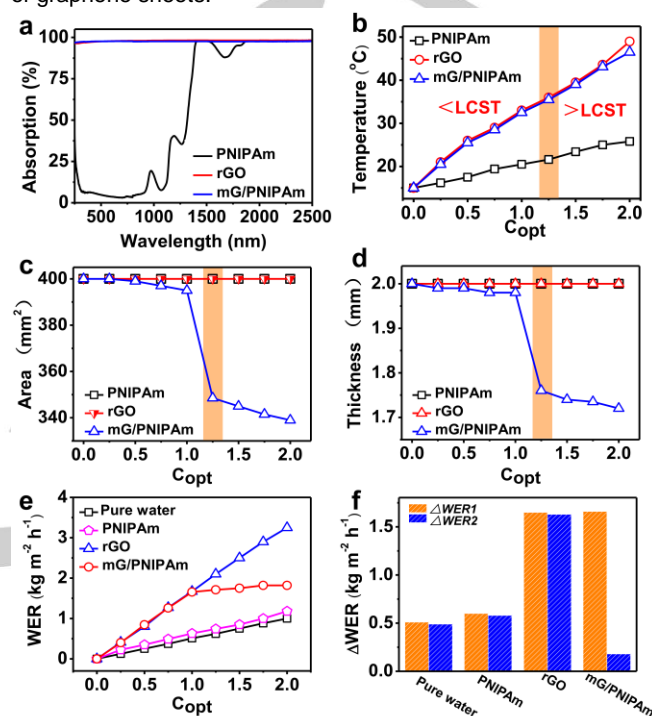 of graphene sheets.
a
Absorption (%)
100
75
50
25
0
PNIPAm
rGO
mG/PNIPAm
500 1000 1500 2000 2500
Wavelength (nm)
b
Temperature (°C)
50
40
30
20
PNIPAm
rGO
mG/PNIPAm
<LCST >LCST
0.0 0.5 1.0 1.5 2.0
Copt
c
Area (mm²)
400
380
360
340
PNIPAm
rGO
mG/PNIPAm
0.0 0.5 1.0 1.5 2.0
Copt
d
Thickness (mm)
2.0
1.9
1.8
1.7
PNIPAm
rGO
mG/PNIPAm
0.0 0.5 1.0 1.5 2.0
Copt
e
WER (kg m⁻² h⁻¹)
4
3
2
1
0
Pure water
PNIPAm
rGO
mG/PNIPAm
0.0 0.5 1.0 1.5 2.0
Copt
f
ΔWER (kg m⁻² h⁻¹)
1.5
1.0
0.5
0.0
ΔWER1
ΔWER2
Pure water
PNIPAm
rGO
mG/PNIPAm